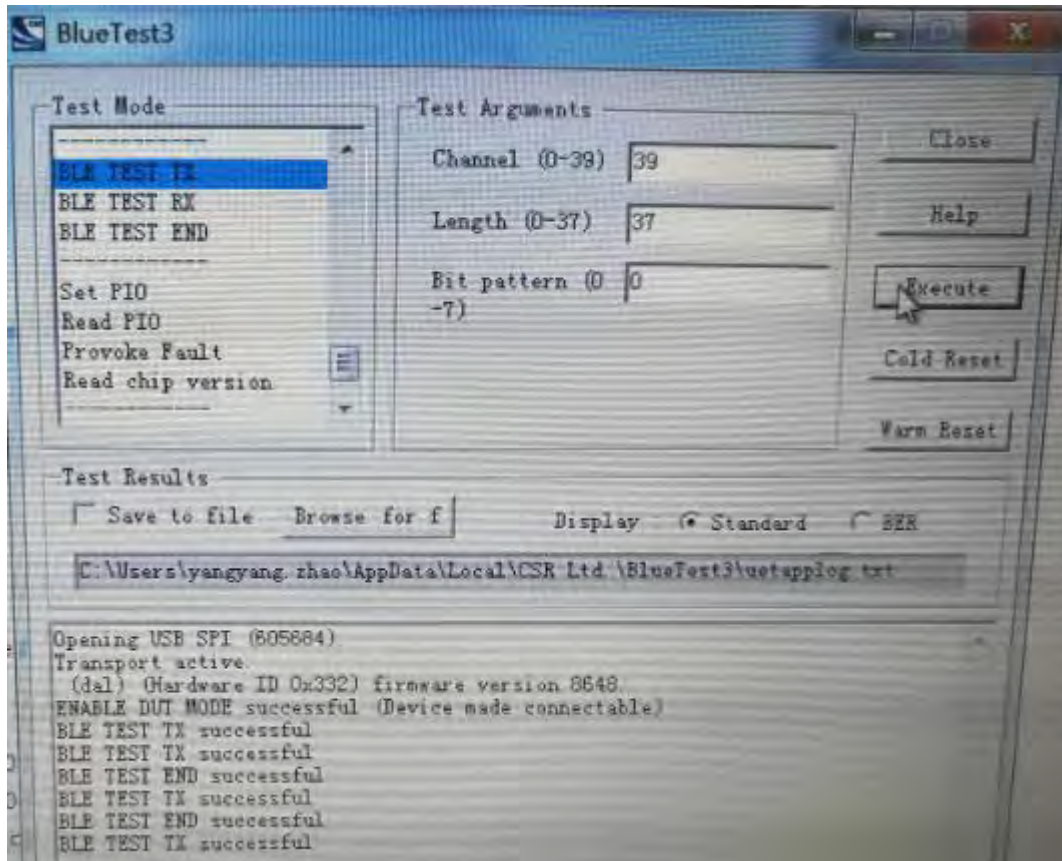 BlueTest3
Test Mode
BLE TEST TX
BLE TEST RX
BLE TEST END
Set PIO
Read PIO
Provoke Fault
Read chip version
Test Arguments
Channel (0-39) 39
Length (0-37) 37
Bit pattern (0 0
-7)
Close
Help
Execute
Cold Reset
Warm Reset
Test Results
Save to file Browse for f Display Standard BER
C:\Users\yangyang.zhao\AppData\Local\CSR Ltd.\BlueTest3\uetapplog.txt
Opening USB SPI (605684)
Transport active.
(dal) (Hardware ID 0x332) firmware version 8648.
ENABLE DUT MODE successful (Device made connectable)
BLE TEST TX successful
BLE TEST TX successful
BLE TEST END successful
BLE TEST TX successful
BLE TEST END successful
BLE TEST TX successful